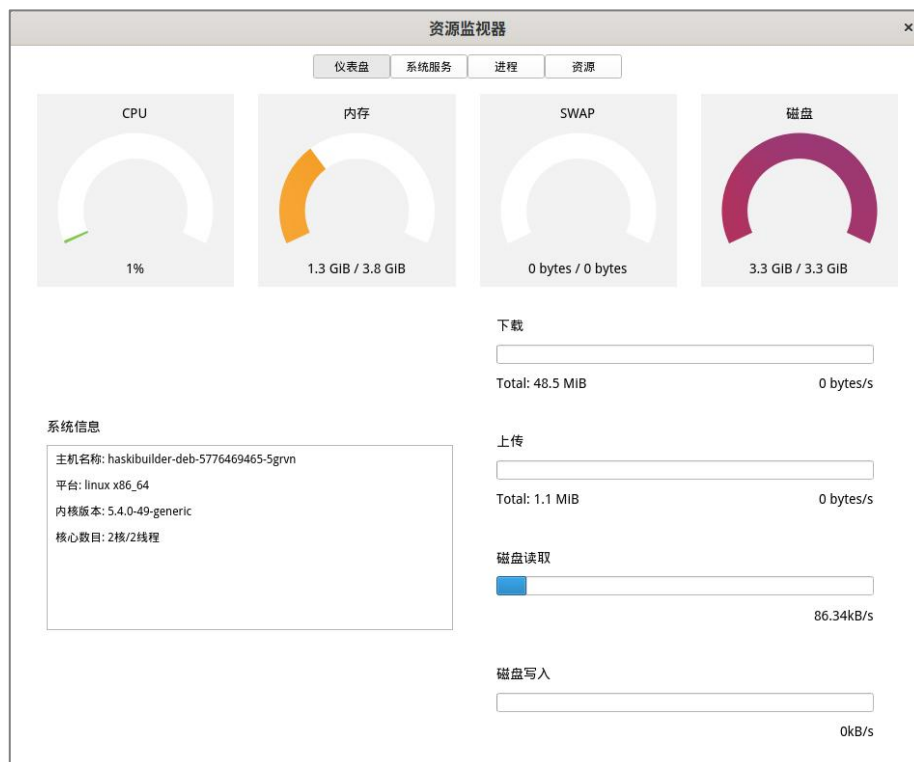 资源监视器
×
仪表盘 系统服务 进程 资源
CPU
1%
内存
1.3 GiB / 3.8 GiB
SWAP
0 bytes / 0 bytes
磁盘
3.3 GiB / 3.3 GiB
系统信息
主机名称: haskibuilder-deb-5776469465-5grvn
平台: linux x86_64
内核版本: 5.4.0-49-generic
核心数目: 2核/2线程
下载
Total: 48.5 MiB 0 bytes/s
上传
Total: 1.1 MiB 0 bytes/s
磁盘读取
86.34kB/s
磁盘写入
0kB/s